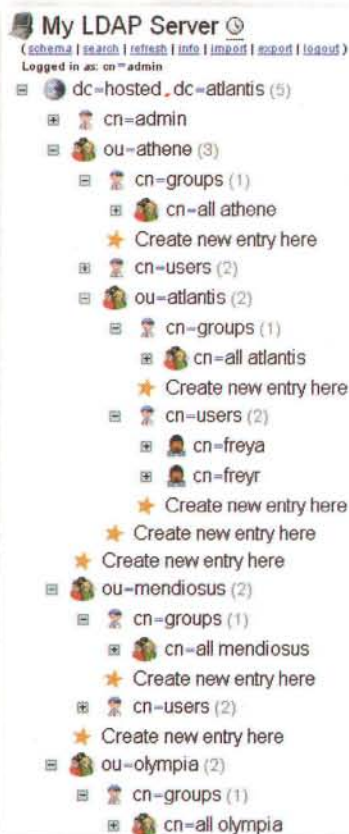 My LDAP Server
( schema | search | refresh | info | import | export | logout )
Logged in as: cn=admin
dc=hosted,dc=atlantis (5)
cn=admin
ou=athene (3)
cn=groups (1)
cn=all athene
Create new entry here
cn=users (2)
ou=atlantis (2)
cn=groups (1)
cn=all atlantis
Create new entry here
cn=users (2)
cn=freya
cn=freyr
Create new entry here
Create new entry here
Create new entry here
ou=mendiosus (2)
cn=groups (1)
cn=all mendiosus
Create new entry here
cn=users (2)
Create new entry here
ou=olympia (2)
cn=groups (1)
cn=all olympia